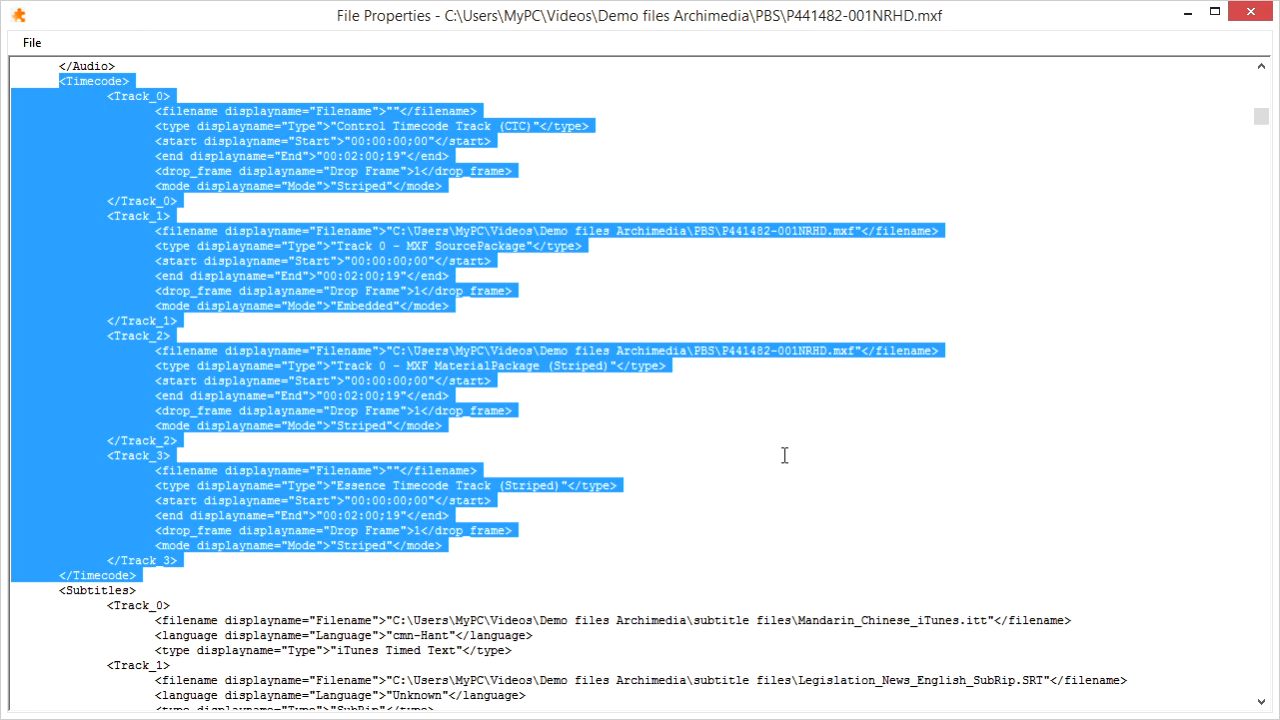 File Properties - C:\Users\MyPC\Videos\Demo files Archimedia\PBS\P441482-001NRHD.mxf
File
</Audio>
<Timecode>
<Track_0>
<filename displayname="Filename">""</filename>
<type displayname="Type">"Control Timecode Track (CTC)"</type>
<start displayname="Start">"00:00:00;00"</start>
<end displayname="End">"00:02:00;19"</end>
<drop_frame displayname="Drop Frame">1</drop_frame>
<mode displayname="Mode">"Striped"</mode>
</Track_0>
<Track_1>
<filename displayname="Filename">"C:\Users\MyPC\Videos\Demo files Archimedia\PBS\P441482-001NRHD.mxf"</filename>
<type displayname="Type">"Track 0 - MXF SourcePackage"</type>
<start displayname="Start">"00:00:00;00"</start>
<end displayname="End">"00:02:00;19"</end>
<drop_frame displayname="Drop Frame">1</drop_frame>
<mode displayname="Mode">"Embedded"</mode>
</Track_1>
<Track_2>
<filename displayname="Filename">"C:\Users\MyPC\Videos\Demo files Archimedia\PBS\P441482-001NRHD.mxf"</filename>
<type displayname="Type">"Track 0 - MXF MaterialPackage (Striped)"</type>
<start displayname="Start">"00:00:00;00"</start>
<end displayname="End">"00:02:00;19"</end>
<drop_frame displayname="Drop Frame">1</drop_frame>
<mode displayname="Mode">"Striped"</mode>
</Track_2>
<Track_3>
<filename displayname="Filename">""</filename>
<type displayname="Type">"Essence Timecode Track (Striped)"</type>
<start displayname="Start">"00:00:00;00"</start>
<end displayname="End">"00:02:00;19"</end>
<drop_frame displayname="Drop Frame">1</drop_frame>
<mode displayname="Mode">"Striped"</mode>
</Track_3>
</Timecode>
<Subtitles>
<Track_0>
<filename displayname="Filename">"C:\Users\MyPC\Videos\Demo files Archimedia\subtitle files\Mandarin_Chinese_iTunes.itt"</filename>
<language displayname="Language">"cmn-Hant"</language>
<type displayname="Type">"iTunes Timed Text"</type>
<Track_1>
<filename displayname="Filename">"C:\Users\MyPC\Videos\Demo files Archimedia\subtitle files\Legislation_News_English_SubRip.SRT"</filename>
<language displayname="Language">"Unknown"</language>
<type displayname="Type">"SubRip"</type>